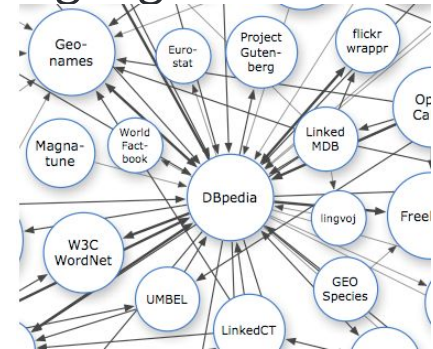 Geo-
names
Euro-
stat
Project
Guten-
berg
flickr
wrappr
Magna-
tune
World
Fact-
book
Linked
MDB
Op
Ca
DBpedia
lingvoj
Free
W3C
WordNet
UMBEL
GEO
Species
LinkedCT